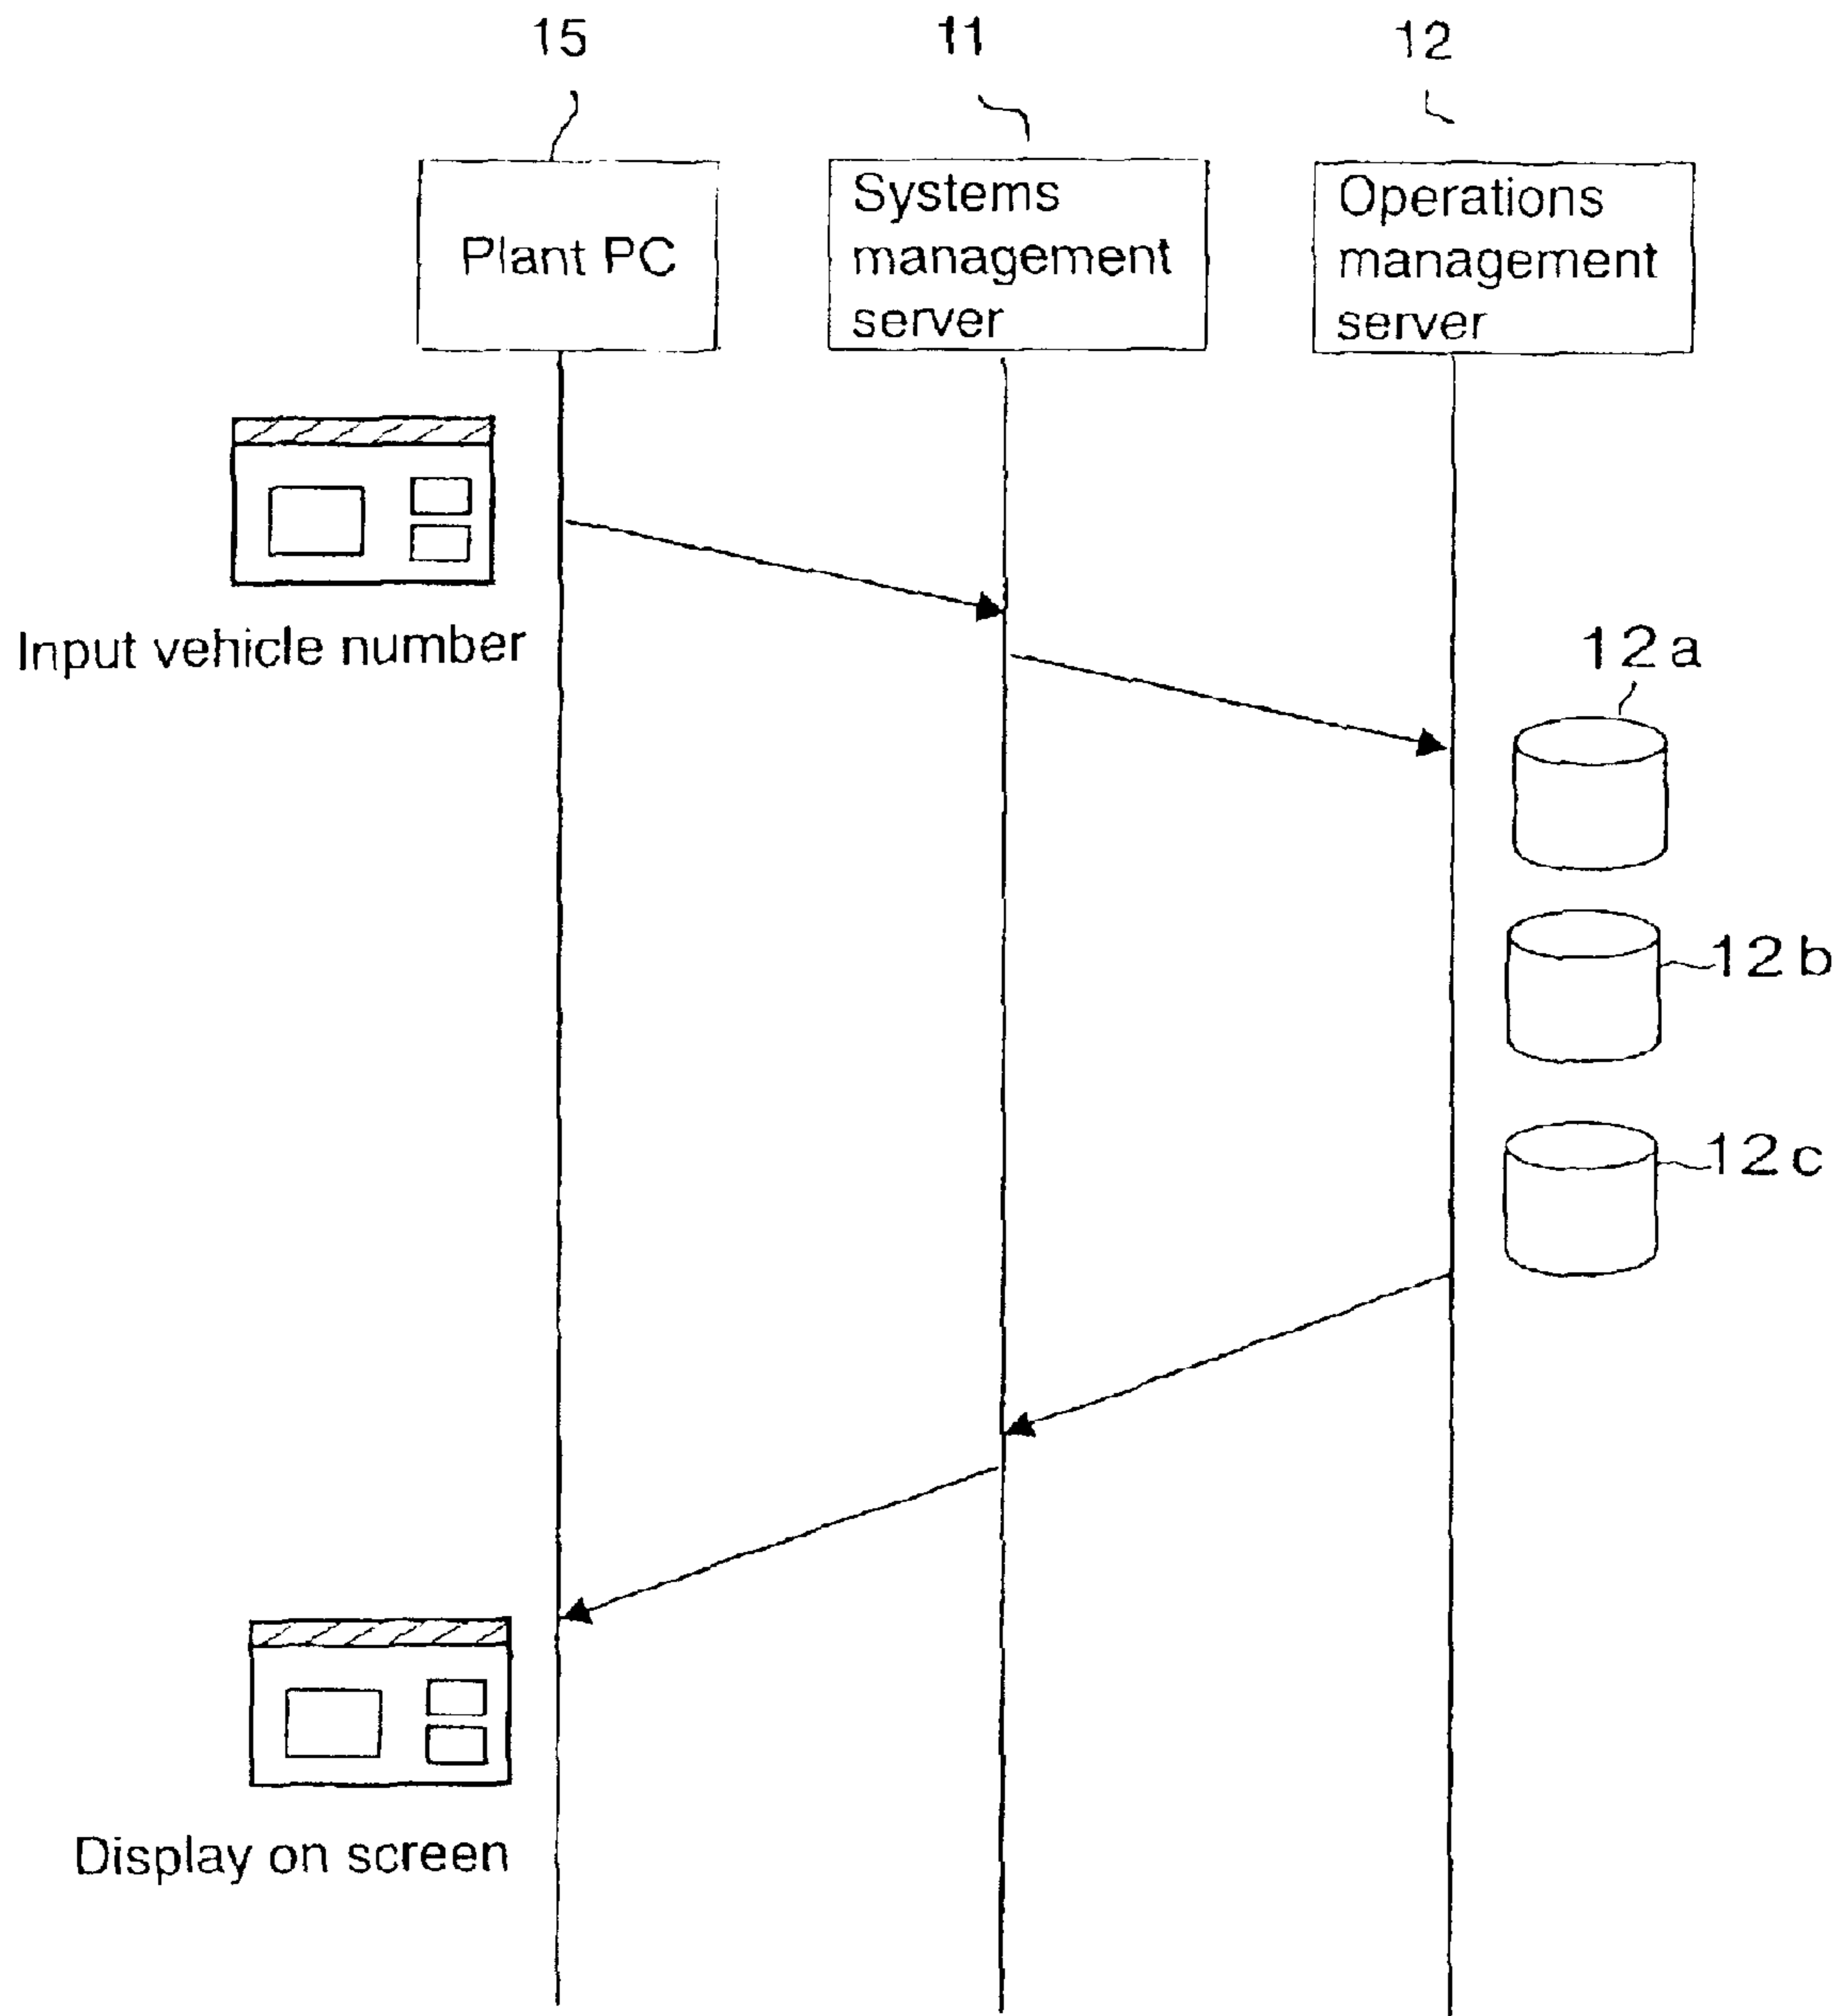 15
11
12
Plant PC
Systems
management
server
Operations
management
server
Input vehicle number
12a
12b
12c
Display on screen